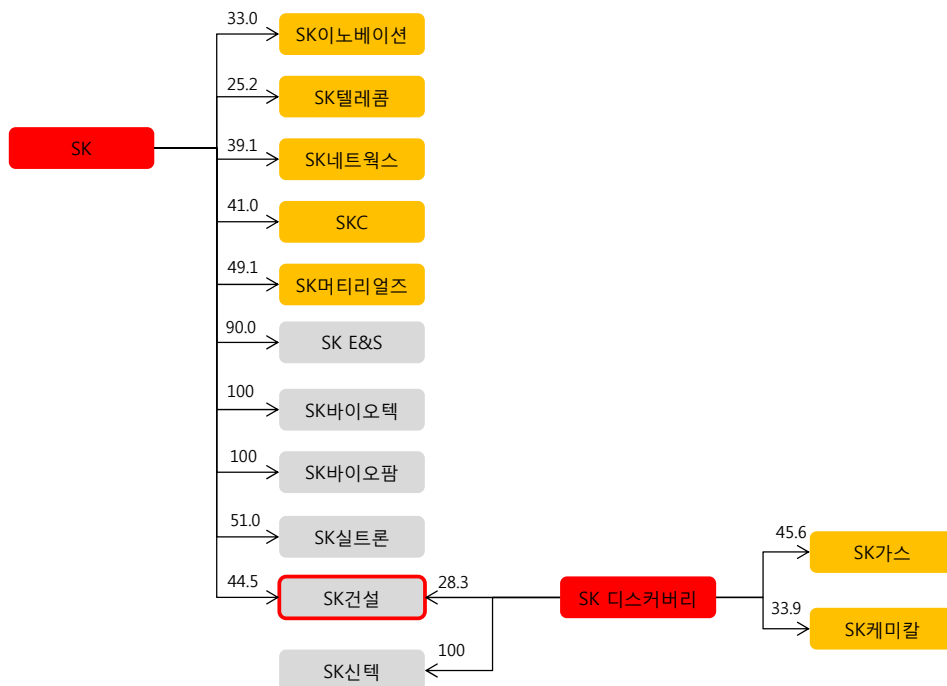 33.0
SK이노베이션
25.2
SK텔레콤
SK
39.1
SK네트웍스
41.0
SKC
49.1
SK머티리얼즈
90.0
SK E&S
100
SK바이오텍
100
SK바이오팜
51.0
SK실트론
45.6
SK가스
44.5
SK건설
28.3
SK 디스커버리
33.9
SK케미칼
100
SK신텍